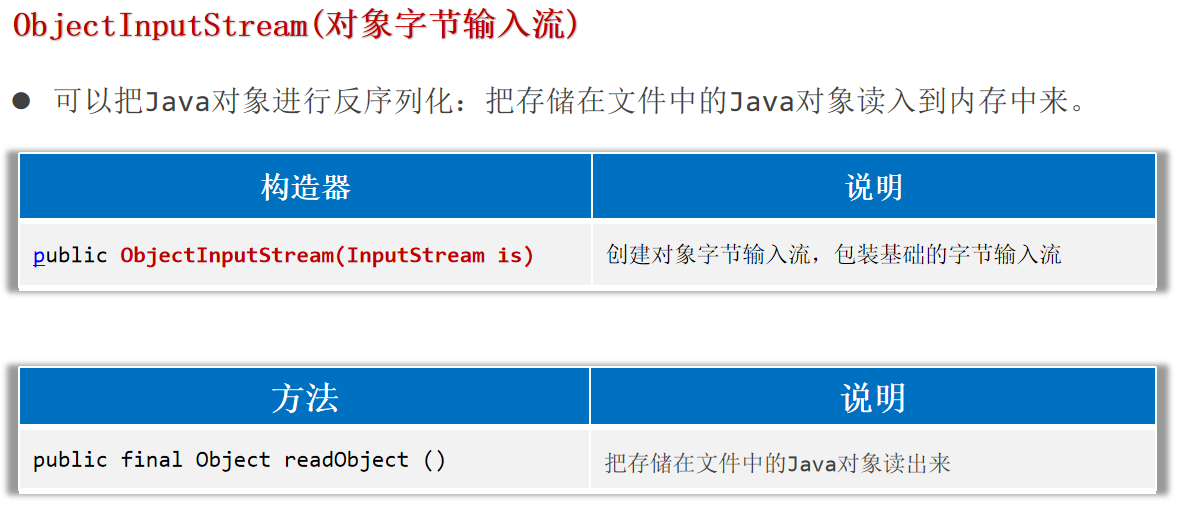 ObjectInputStream(对象字节输入流)
● 可以把Java对象进行反序列化：把存储在文件中的Java对象读入到内存中来。
构造器 说明
public ObjectInputStream(InputStream is) 创建对象字节输入流，包装基础的字节输入流
方法 说明
public final Object readObject () 把存储在文件中的Java对象读出来